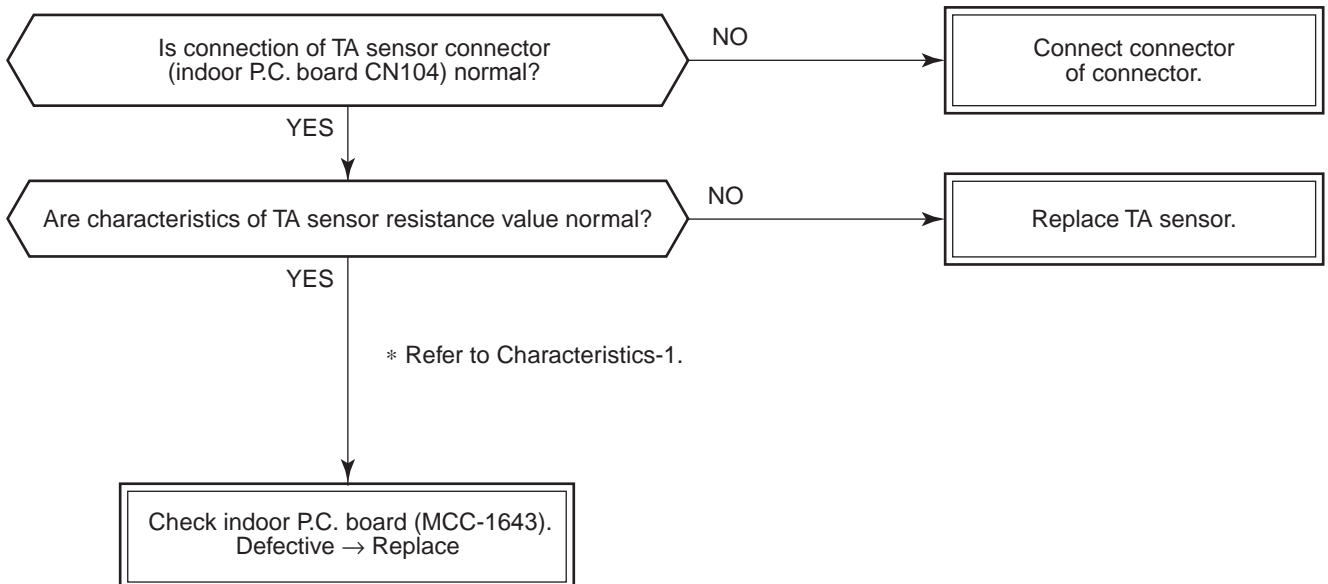 Is connection of TA sensor connector
(indoor P.C. board CN104) normal?
NO
Connect connector
of connector.
YES
Are characteristics of TA sensor resistance value normal?
NO
Replace TA sensor.
YES
∗ Refer to Characteristics-1.
Check indoor P.C. board (MCC-1643).
Defective → Replace